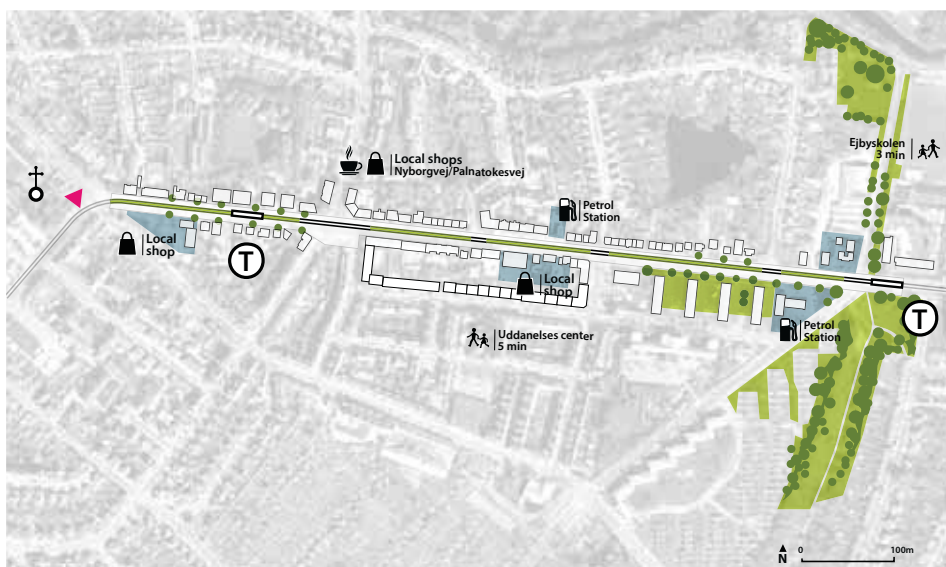 Ejbyskolen
3 min
Local shops
Nyborgvej/Palnatokesvej
Petrol
Station
Local
shop
T
Local
shop
T
Petrol
Station
Uddanelses center
5 min
N
0
100m